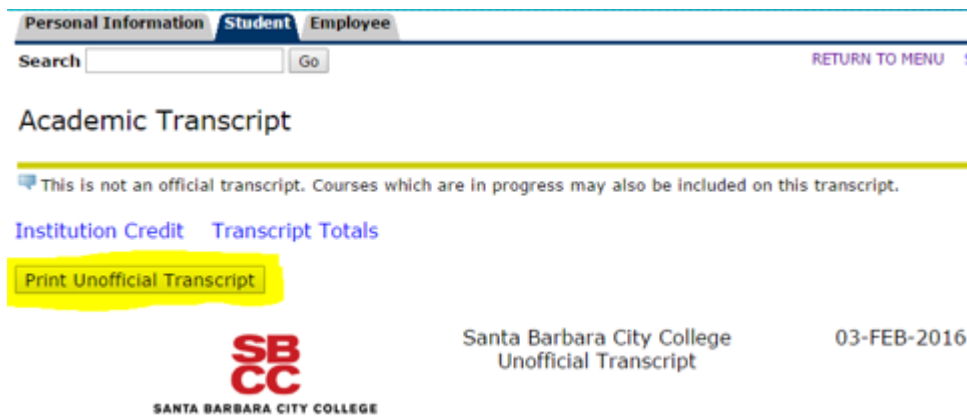 Personal Information Student Employee
Search Go RETURN TO MENU
Academic Transcript
This is not an official transcript. Courses which are in progress may also be included on this transcript.
Institution Credit Transcript Totals
Print Unofficial Transcript
Santa Barbara City College 03-FEB-2016
Unofficial Transcript
SB
CC
SANTA BARBARA CITY COLLEGE